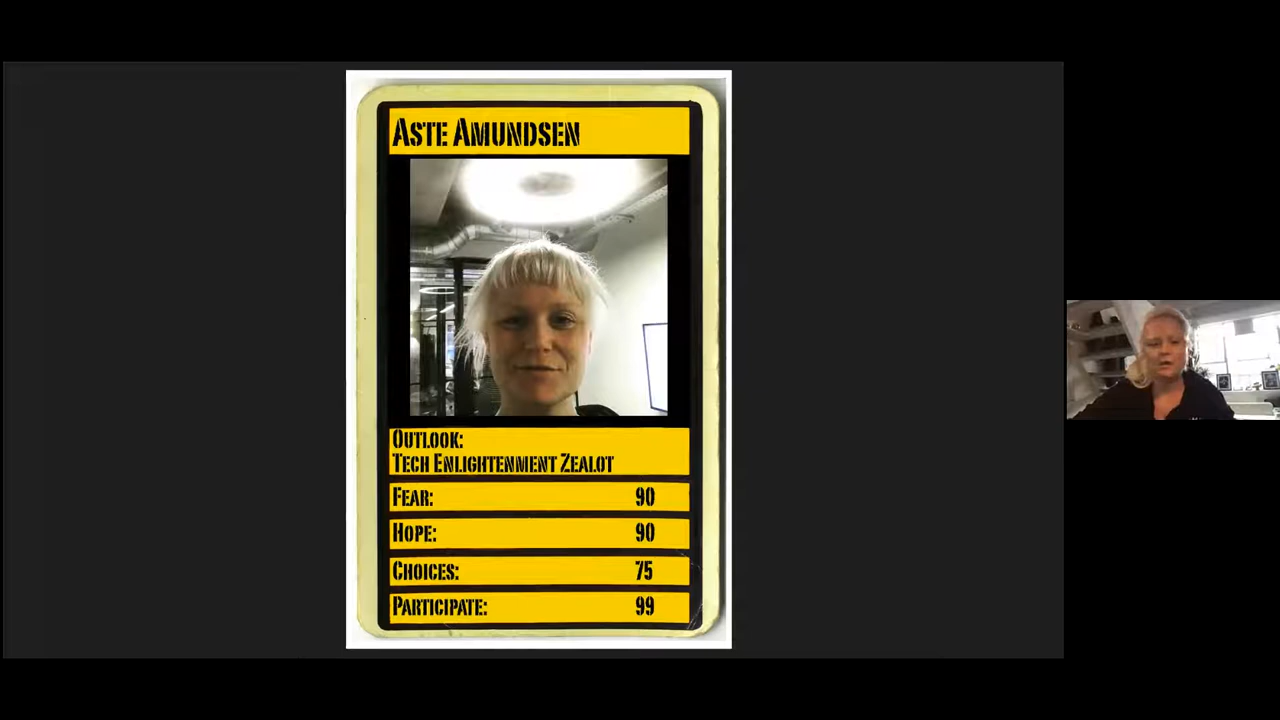 Aste Amundsen
Outlook:
Tech Enlightenment Zealot
Fear: 90
Hope: 90
Choices: 75
Participate: 99